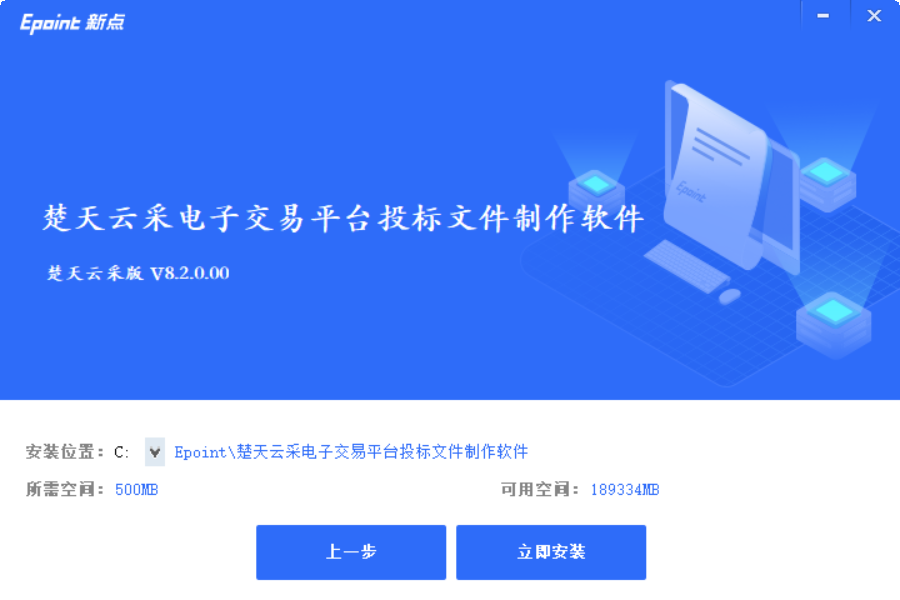 Epoint 新点
楚天云采电子交易平台投标文件制作软件
楚天云采版 V8.2.0.00
Epoint
安装位置： C: Epoint\楚天云采电子交易平台投标文件制作软件
所需空间： 500MB 可用空间： 189334MB
上一步 立即安装